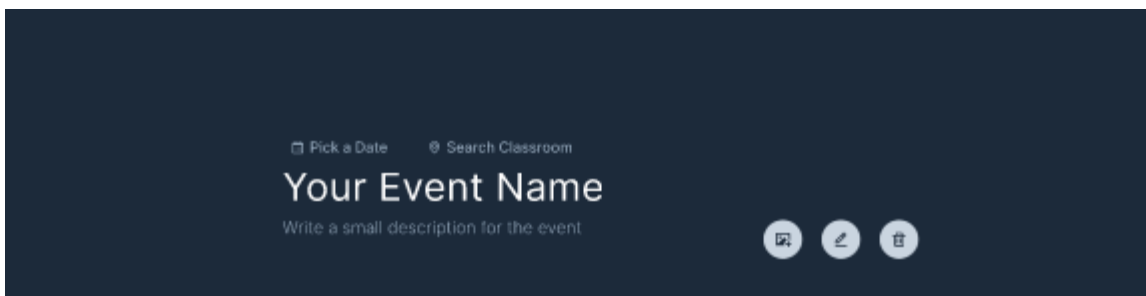 Pick a Date Search Classroom
Your Event Name
Write a small description for the event